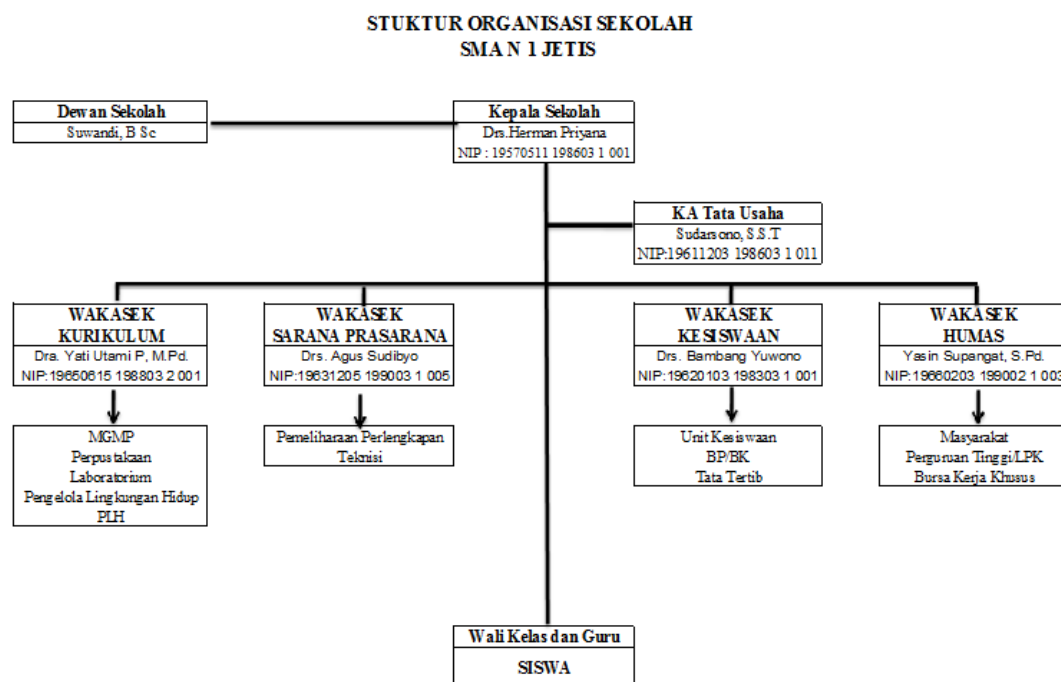 STUKTUR ORGANISASI SEKOLAH
SMA N 1 JETIS
Dewan Sekolah
Suwandi, B Sc
Kepala Sekolah
Drs.Herman Priyana
NIP : 19570511 198603 1 001
KA Tata Usaha
Sudarsono, S.S.T
NIP:19611203 198603 1 011
WAKASEK
KURIKULUM
Dra. Yati Utami P, M.Pd.
NIP:19650615 198803 2 001
MGMP
Perpustakaan
Laboratorium
Pengelola Lingkungan Hidup
PLH
WAKASEK
SARANA PRASARANA
Drs. Agus Sudibyo
NIP:19631205 199003 1 005
Pemeliharaan Perlengkapan
Teknisi
WAKASEK
KESISWAAN
Drs. Bambang Yuwono
NIP:19620103 198303 1 001
Unit Kesiswaan
BP/BK
Tata Tertib
WAKASEK
HUMAS
Yasin Supangat, S.Pd.
NIP:19660203 199002 1 003
Masyarakat
Perguruan Tinggi/LPK
Bursa Kerja Khusus
Wali Kelas dan Guru
SISWA